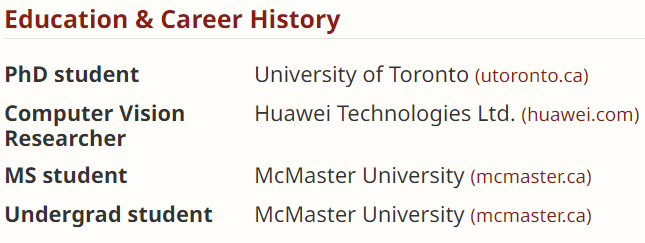 Education & Career History
PhD student University of Toronto (utoronto.ca)
Computer Vision Huawei Technologies Ltd. (huawei.com)
Researcher
MS student McMaster University (mcmaster.ca)
Undergrad student McMaster University (mcmaster.ca)